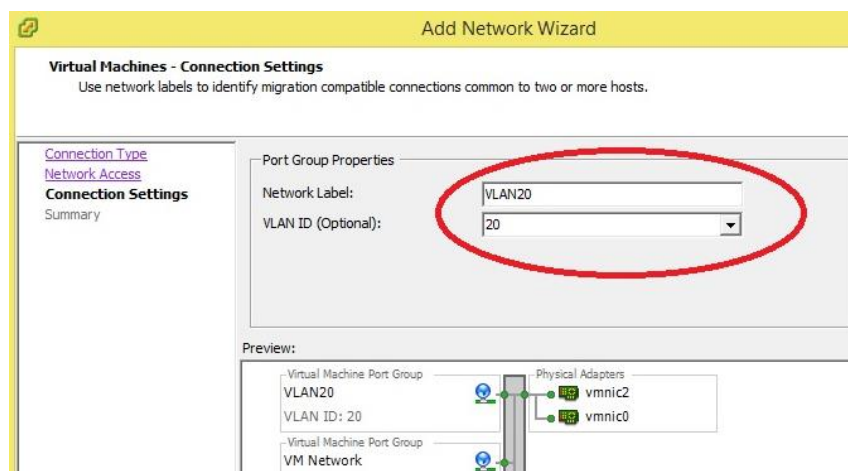 Add Network Wizard
Virtual Machines - Connection Settings
Use network labels to identify migration compatible connections common to two or more hosts.
Connection Type
Network Access
Connection Settings
Summary
Port Group Properties
Network Label:
VLAN20
VLAN ID (Optional):
20
Preview:
Virtual Machine Port Group
VLAN20
VLAN ID: 20
Physical Adapters
vmnic2
vmnic0
Virtual Machine Port Group
VM Network